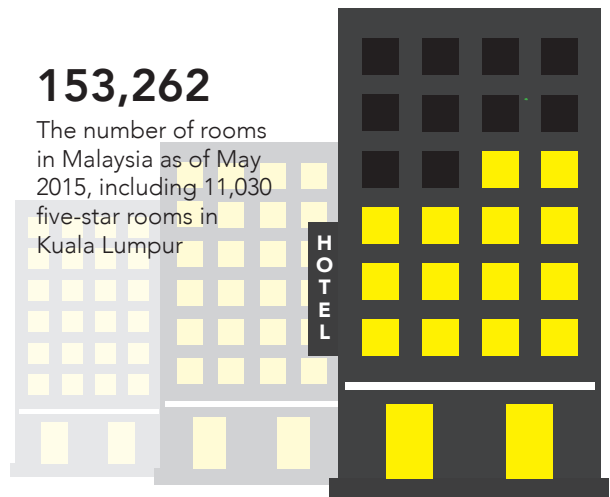 153,262
The number of rooms
in Malaysia as of May
2015, including 11,030
five-star rooms in
Kuala Lumpur
HOTEL